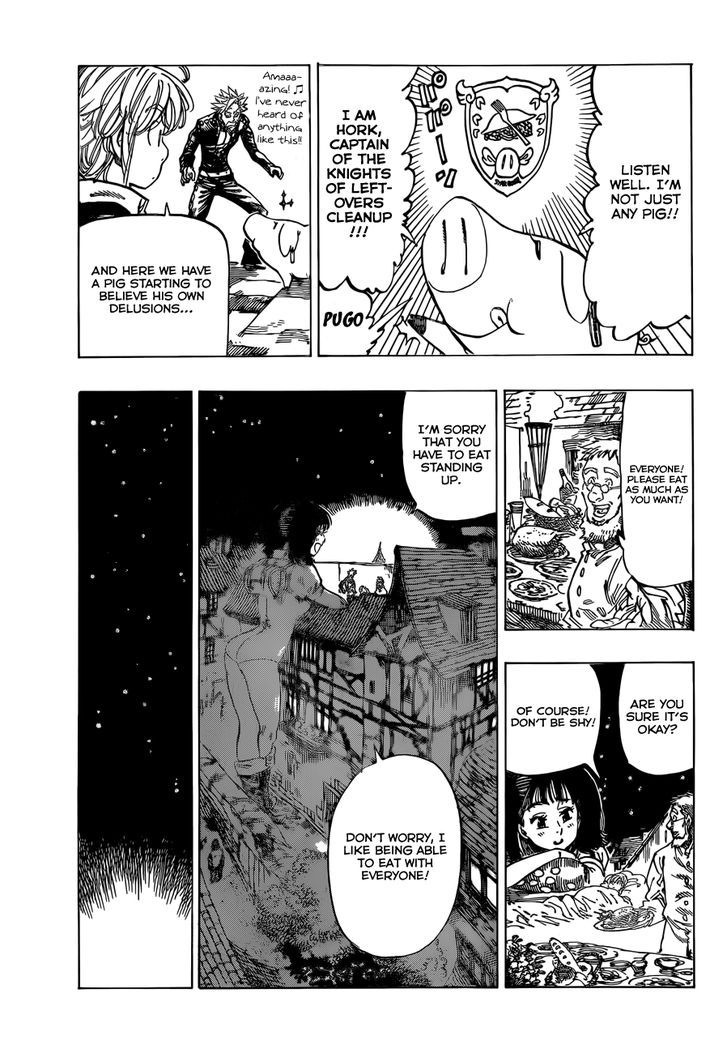 LISTEN
WELL. I'M
NOT JUST
ANY PIG!!
I AM
HORK,
CAPTAIN
OF THE
KNIGHTS
OF LEFT-
OVERS
CLEANUP
!!!
PUGO
Amaaa-
azing! ♫
I've never
heard of
anything
like this!!
AND HERE WE HAVE
A PIG STARTING TO
BELIEVE HIS OWN
DELUSIONS...
EVERYONE!
PLEASE EAT
AS MUCH AS
YOU WANT!
ARE YOU
SURE IT'S
OKAY?
OF COURSE!
DON'T BE SHY!
I'M SORRY
THAT YOU
HAVE TO EAT
STANDING
UP.
DON'T WORRY, I
LIKE BEING ABLE
TO EAT WITH
EVERYONE!